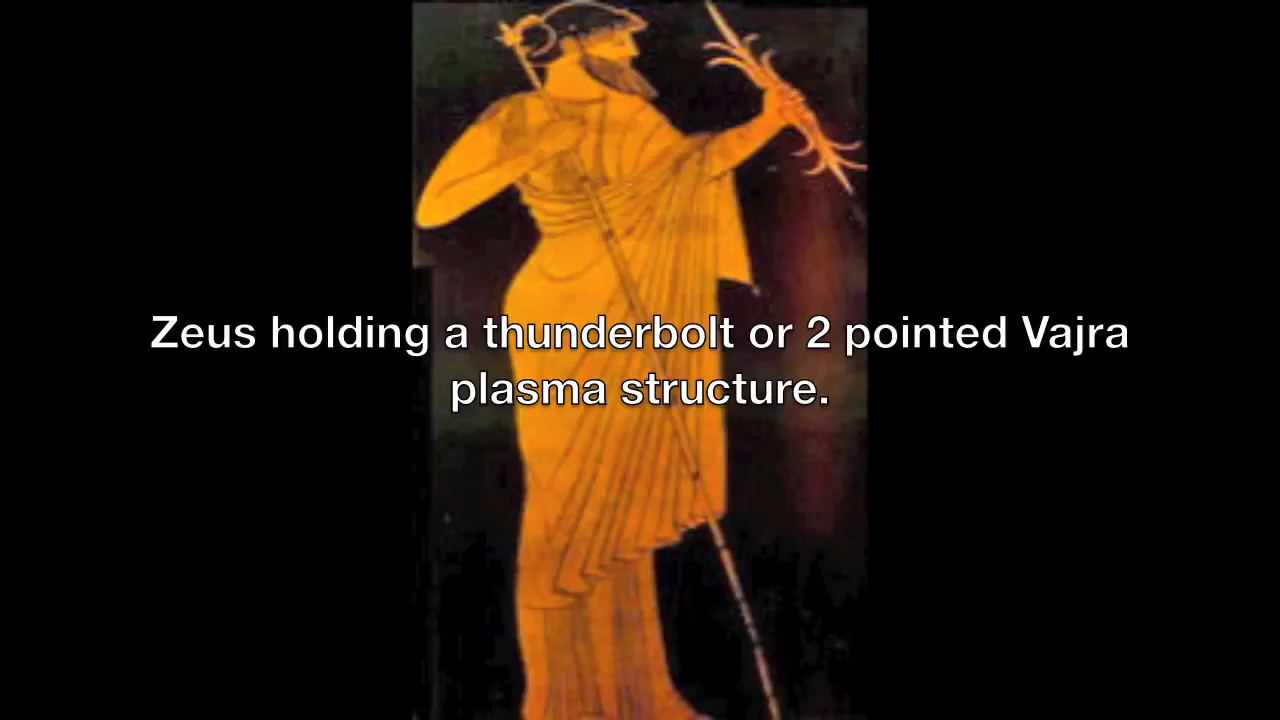 Zeus holding a thunderbolt or 2 pointed Vajra
plasma structure.